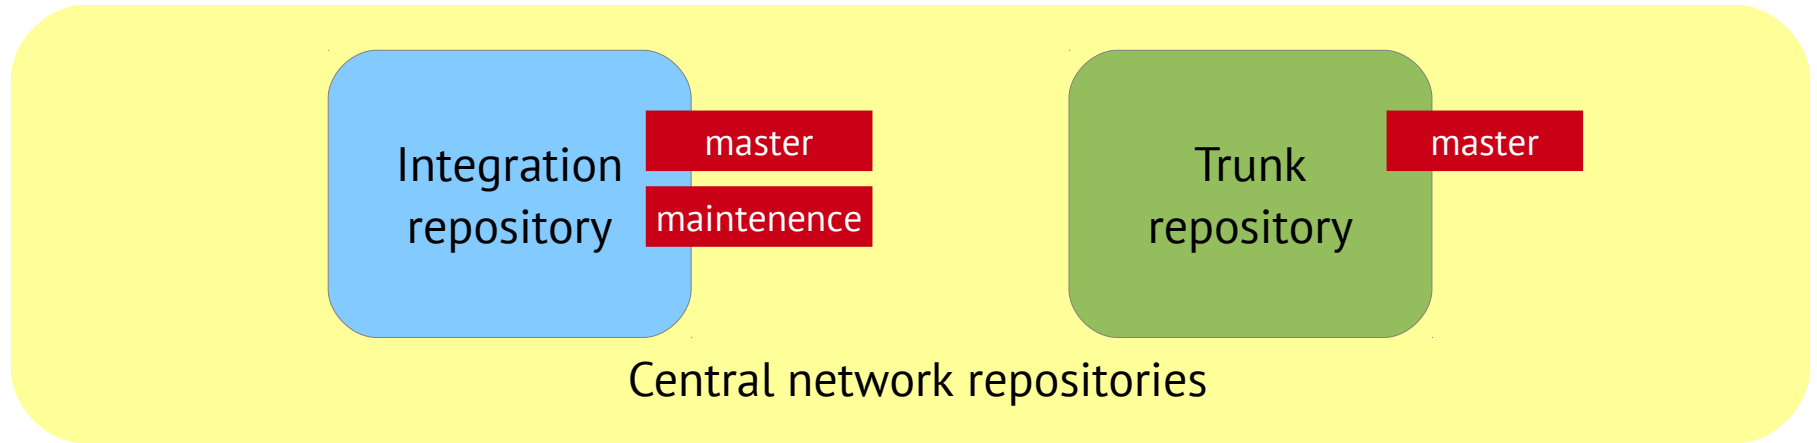 Integration
repository
master
maintenence
Trunk
repository
master
Central network repositories